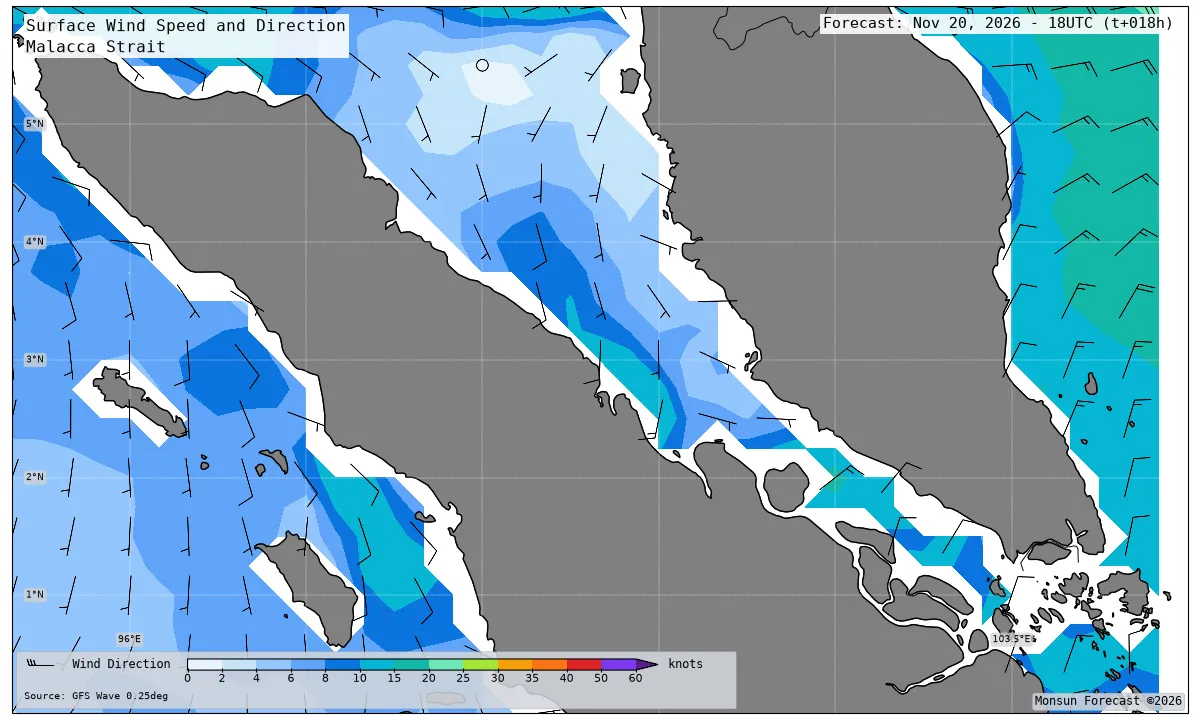 Surface Wind Speed and Direction
Malacca Strait
Forecast: Nov 20, 2026 - 18UTC (t+018h)
5°N
4°N
3°N
2°N
1°N
96°E
103.5°E
Wind Direction
knots
0 2 4 6 8 10 15 20 25 30 35 40 50 60
Source: GFS Wave 0.25deg
Monsun Forecast ©2026